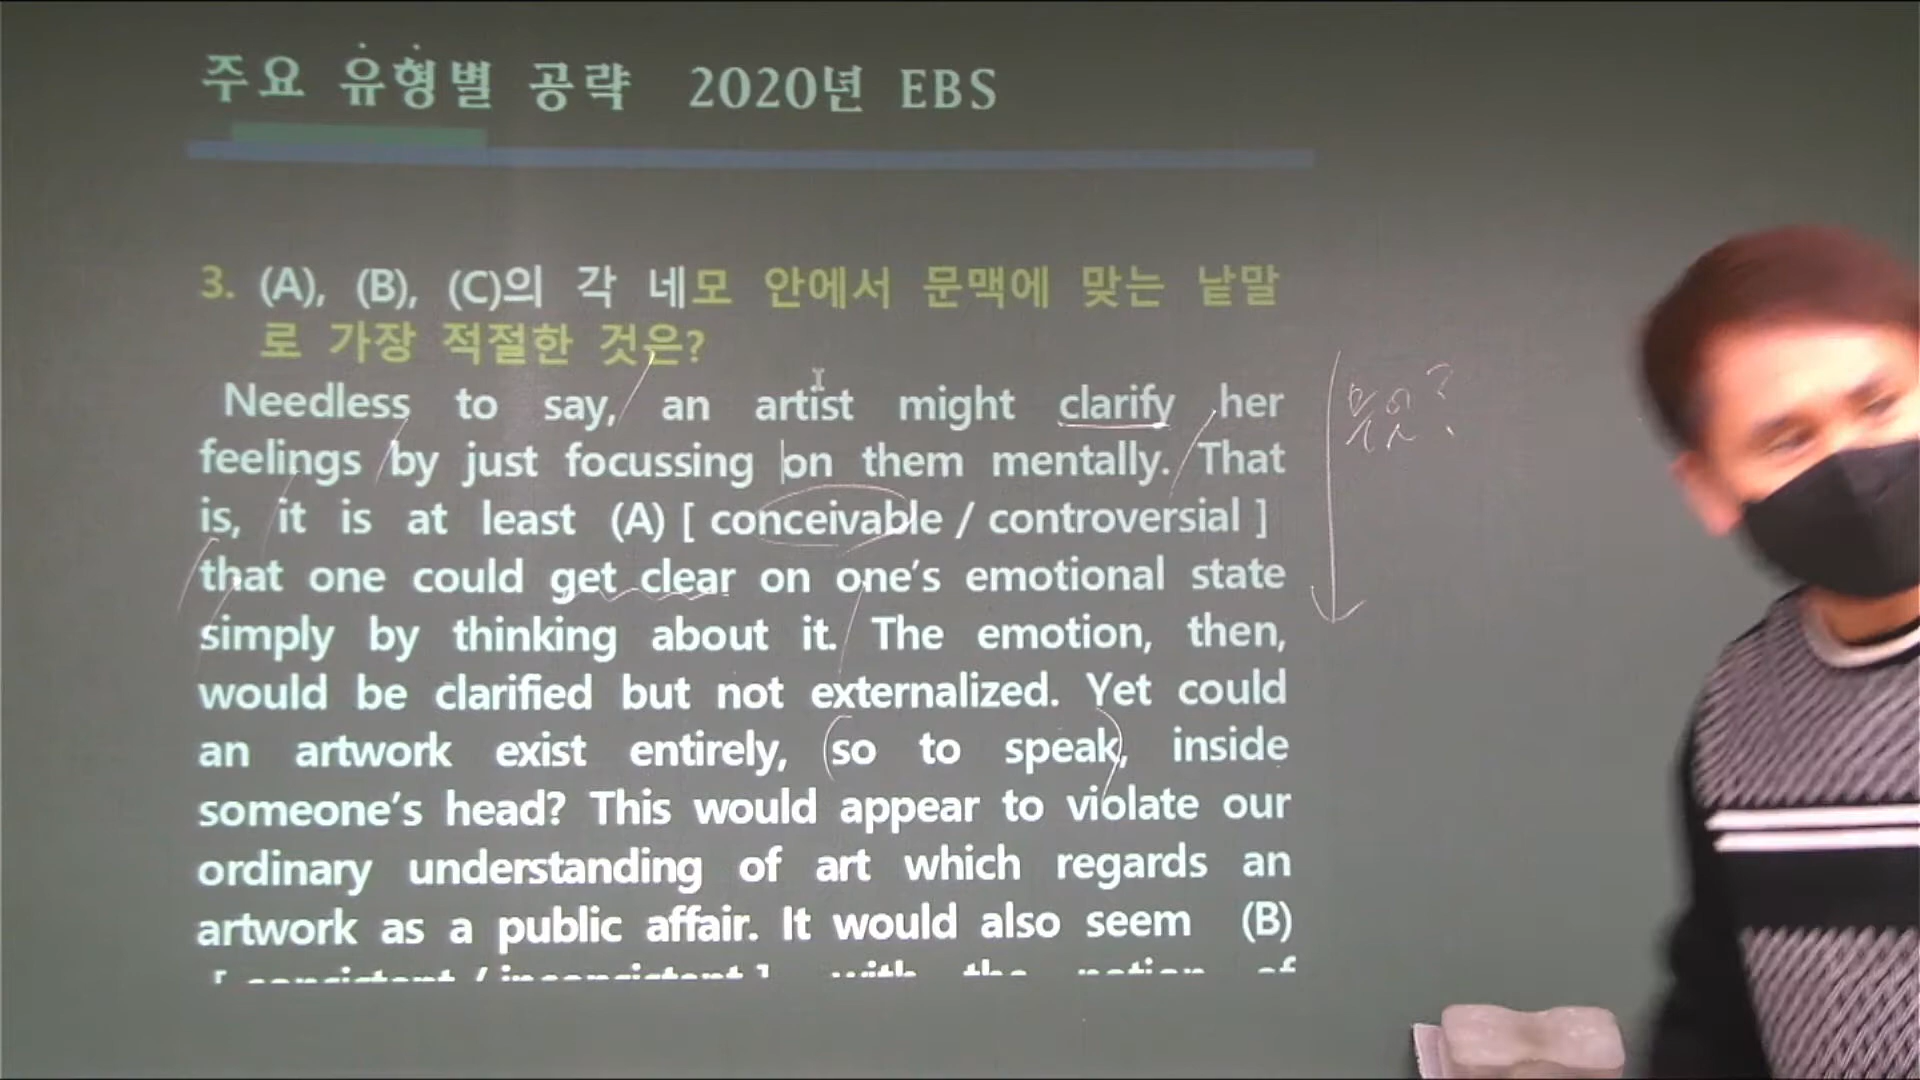 주요 유형별 공략 2020년 EBS
3. (A), (B), (C)의 각 네모 안에서 문맥에 맞는 낱말
로 가장 적절한 것은?
Needless to say, an artist might clarify her
feelings by just focussing on them mentally. That
is, it is at least (A) [ conceivable / controversial ]
that one could get clear on one's emotional state
simply by thinking about it. The emotion, then,
would be clarified but not externalized. Yet could
an artwork exist entirely, so to speak, inside
someone's head? This would appear to violate our
ordinary understanding of art which regards an
artwork as a public affair. It would also seem (B)
[ consistent / inconsistent ] with the notion of